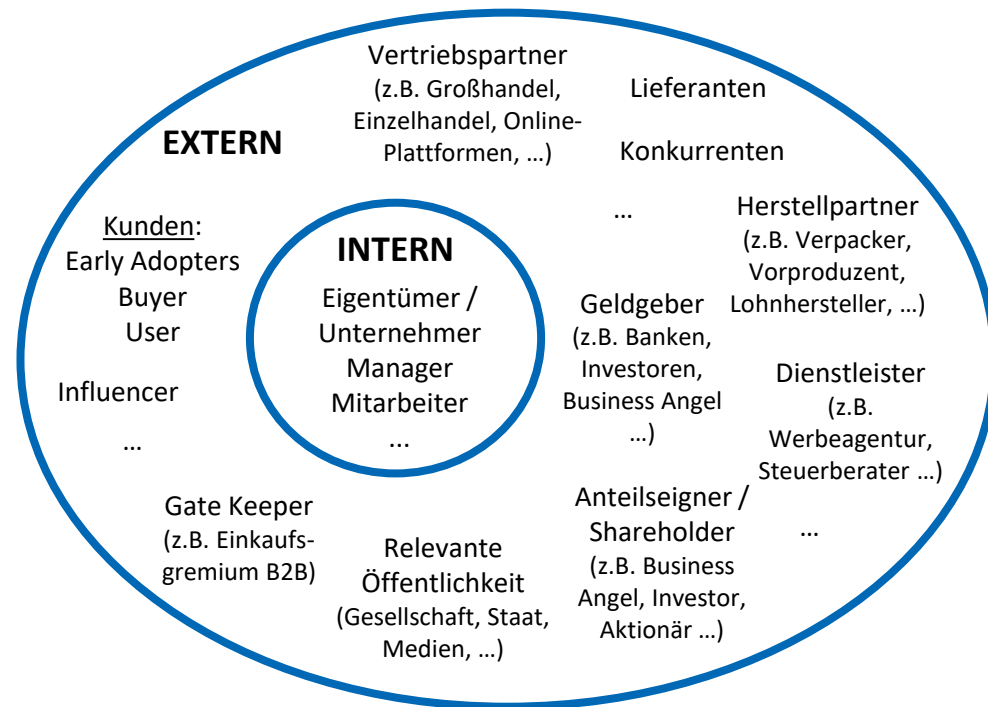 Vertriebspartner
(z.B. Großhandel,
Einzelhandel, Online-
Plattformen, …)
Lieferanten
Konkurrenten
...
EXTERN
Kunden:
Early Adopters
Buyer
User
Influencer
…
INTERN
Eigentümer /
Unternehmer
Manager
Mitarbeiter
...
Herstellpartner
(z.B. Verpacker,
Vorproduzent,
Lohnhersteller, …)
Geldgeber
(z.B. Banken,
Investoren,
Business Angel
…)
Dienstleister
(z.B.
Werbeagentur,
Steuerberater …)
…
Gate Keeper
(z.B. Einkaufs-
gremium B2B)
Relevante
Öffentlichkeit
(Gesellschaft, Staat,
Medien, …)
Anteilseigner /
Shareholder
(z.B. Business
Angel, Investor,
Aktionär …)